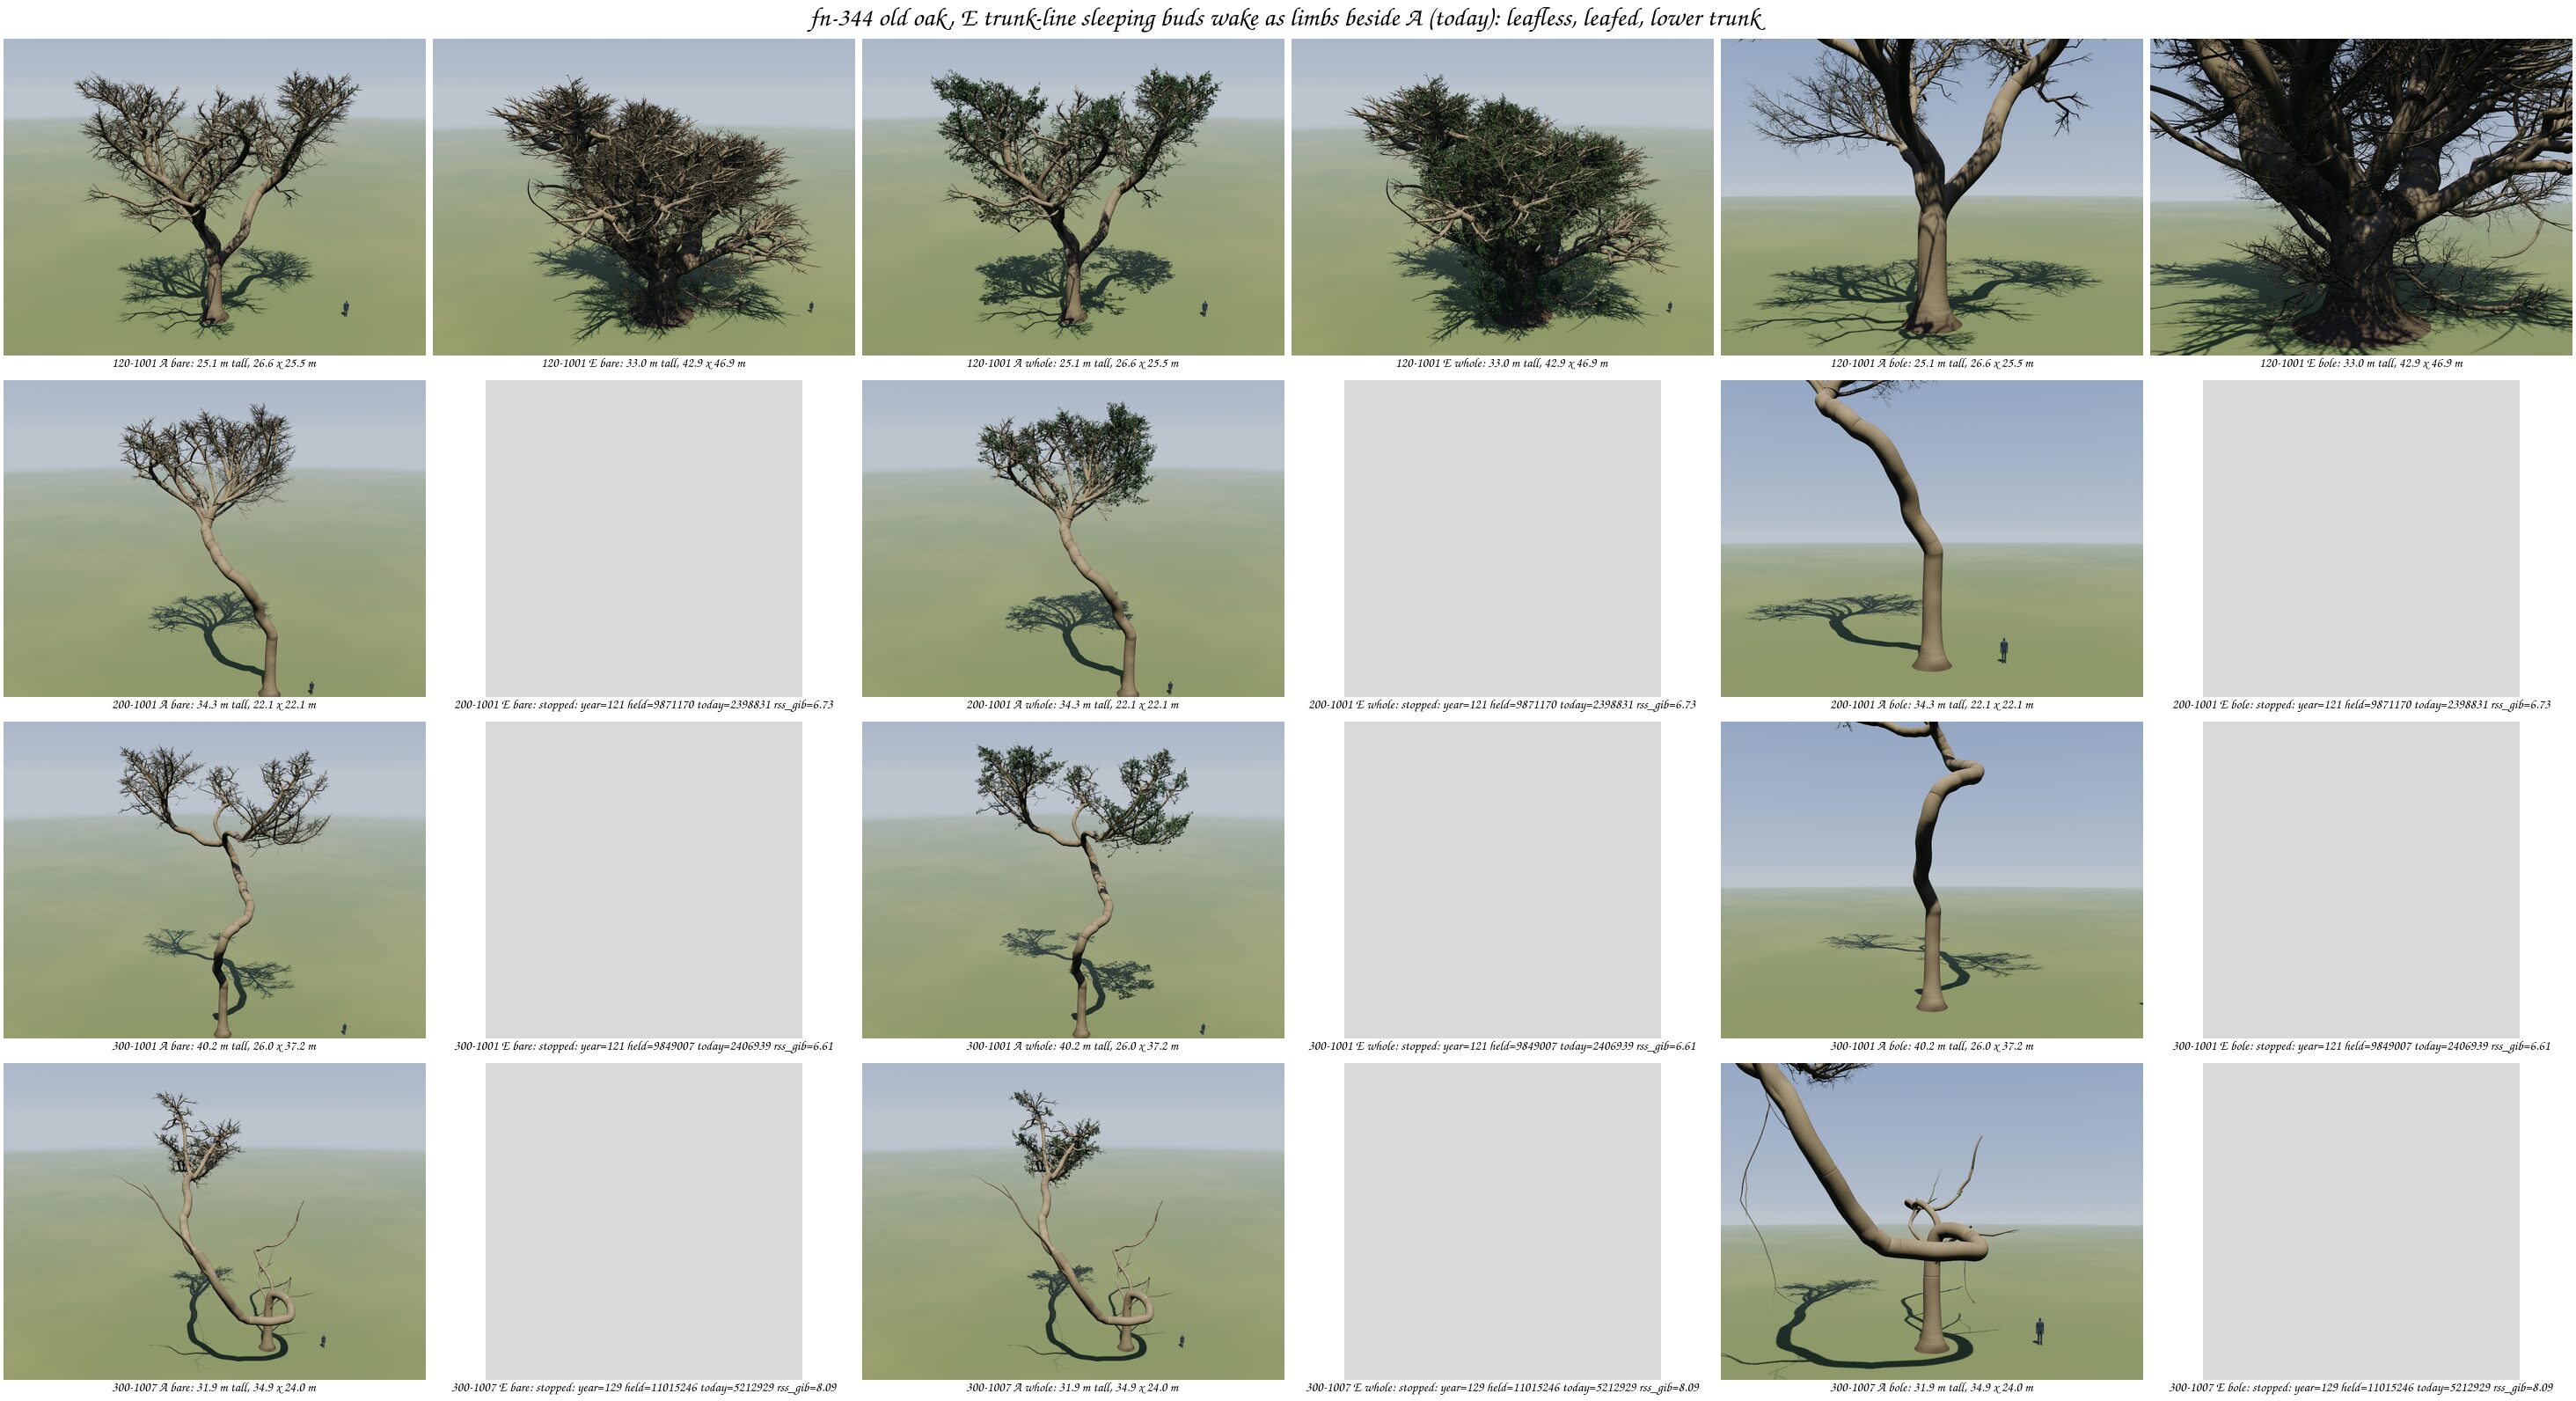 fn-344 old oak, E trunk-line sleeping buds wake as limbs beside A (today): leafless, leafed, lower trunk
120-1001 A bare: 25.1 m tall, 26.6 x 25.5 m
120-1001 E bare: 33.0 m tall, 42.9 x 46.9 m
120-1001 A whole: 25.1 m tall, 26.6 x 25.5 m
120-1001 E whole: 33.0 m tall, 42.9 x 46.9 m
120-1001 A bole: 25.1 m tall, 26.6 x 25.5 m
120-1001 E bole: 33.0 m tall, 42.9 x 46.9 m
200-1001 A bare: 34.3 m tall, 22.1 x 22.1 m
200-1001 E bare: stopped: year=121 held=9871170 today=2398831 rss_gib=6.73
200-1001 A whole: 34.3 m tall, 22.1 x 22.1 m
200-1001 E whole: stopped: year=121 held=9871170 today=2398831 rss_gib=6.73
200-1001 A bole: 34.3 m tall, 22.1 x 22.1 m
200-1001 E bole: stopped: year=121 held=9871170 today=2398831 rss_gib=6.73
300-1001 A bare: 40.2 m tall, 26.0 x 37.2 m
300-1001 E bare: stopped: year=121 held=9849007 today=2406939 rss_gib=6.61
300-1001 A whole: 40.2 m tall, 26.0 x 37.2 m
300-1001 E whole: stopped: year=121 held=9849007 today=2406939 rss_gib=6.61
300-1001 A bole: 40.2 m tall, 26.0 x 37.2 m
300-1001 E bole: stopped: year=121 held=9849007 today=2406939 rss_gib=6.61
300-1007 A bare: 31.9 m tall, 34.9 x 24.0 m
300-1007 E bare: stopped: year=129 held=11015246 today=5212929 rss_gib=8.09
300-1007 A whole: 31.9 m tall, 34.9 x 24.0 m
300-1007 E whole: stopped: year=129 held=11015246 today=5212929 rss_gib=8.09
300-1007 A bole: 31.9 m tall, 34.9 x 24.0 m
300-1007 E bole: stopped: year=129 held=11015246 today=5212929 rss_gib=8.09